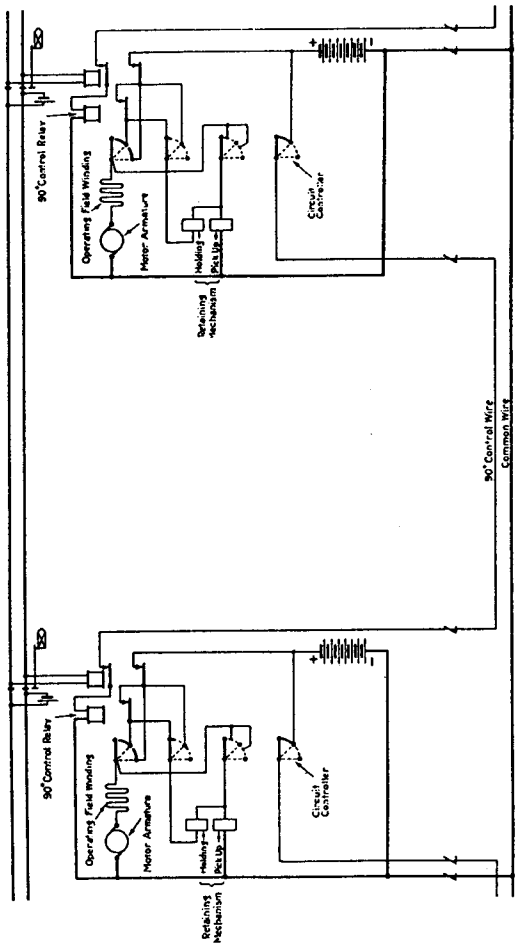 90° Control Relay
Operating Field Winding
Motor Armature
Holding
Pick Up
Retaining
Mechanism
Circuit
Controller
+
-
90° Control Wire
Common Wire
90° Control Relay
Operating Field Winding
Motor Armature
Holding
Pick Up
Retaining
Mechanism
Circuit
Controller
+
-